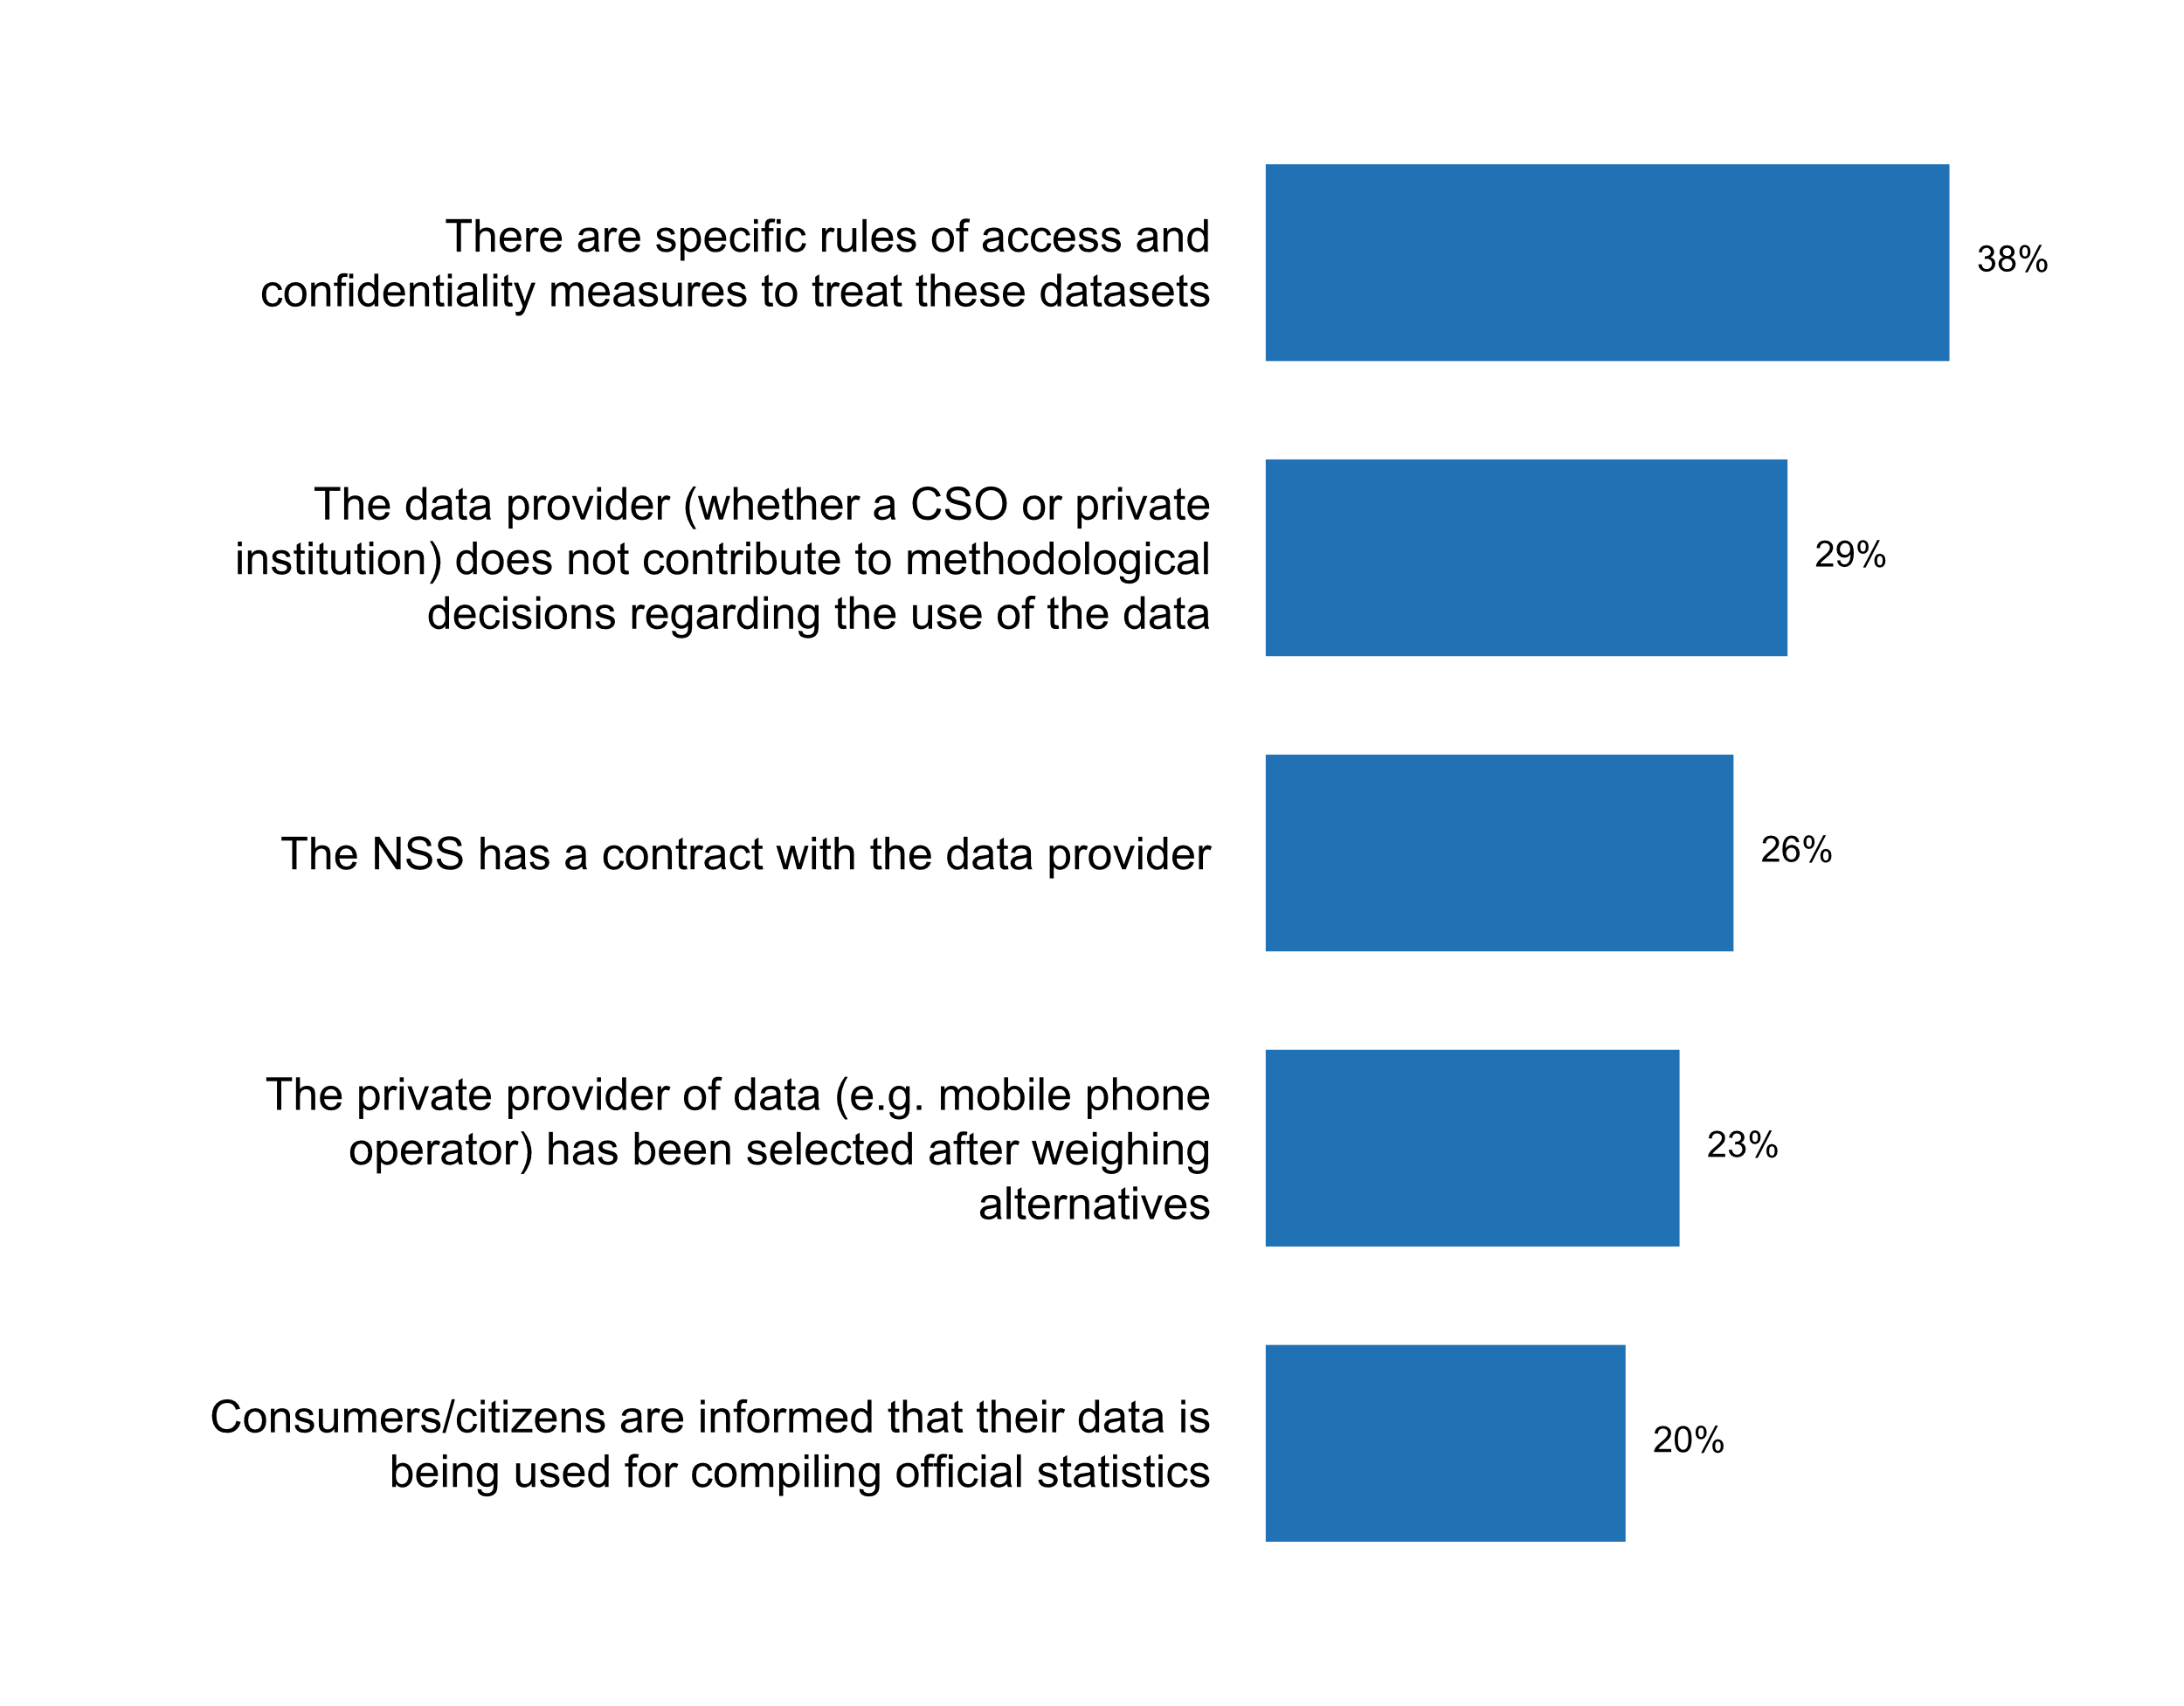 There are specific rules of access and
confidentiality measures to treat these datasets
38%
The data provider (whether a CSO or private
institution) does not contribute to methodological
decisions regarding the use of the data
29%
The NSS has a contract with the data provider
26%
The private provider of data (e.g. mobile phone
operator) has been selected after weighing
alternatives
23%
Consumers/citizens are informed that their data is
being used for compiling official statistics
20%